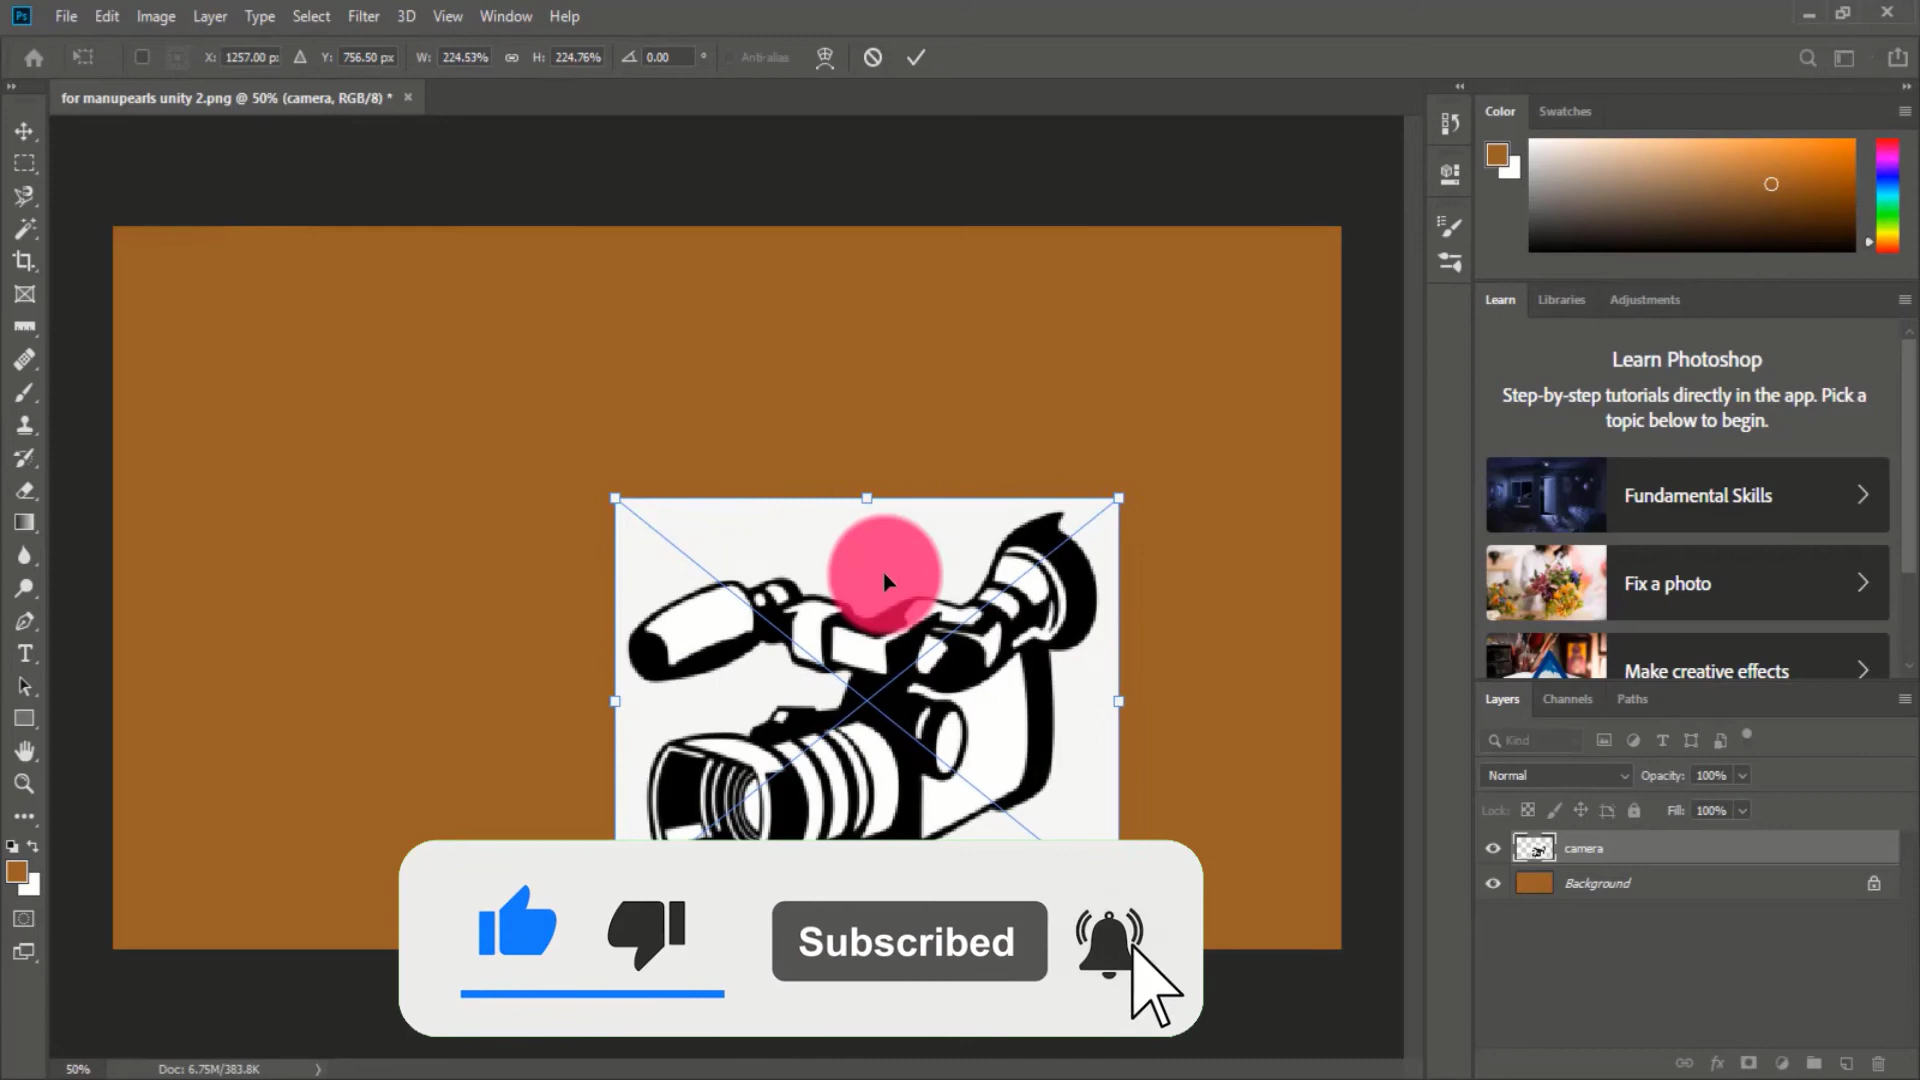 Ps File Edit Image Layer Type Select Filter 3D View Window Help
X: 1257.00 p: Y: 756.50 px W: 224.53% H: 224.76% 0.00 ° Anti-alias
for manupearls unity 2.png @ 50% (camera, RGB/8) *
Color Swatches
Learn Libraries Adjustments
Learn Photoshop
Step-by-step tutorials directly in the app. Pick a
topic below to begin.
Fundamental Skills
Fix a photo
Make creative effects
Layers Channels Paths
Kind
Normal Opacity: 100%
Lock: Fill: 100%
camera
Background
Subscribed
50% Doc: 6.75M/383.8K